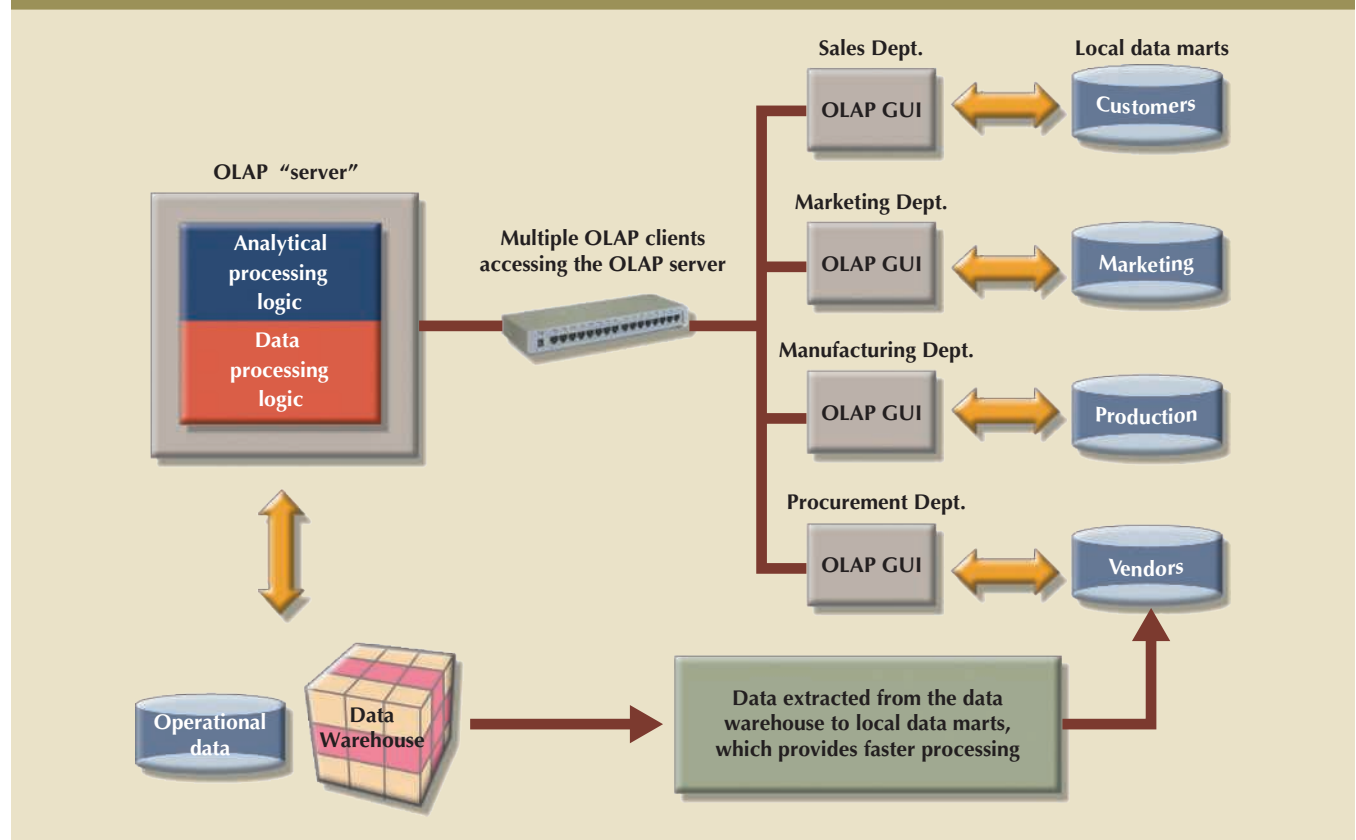 Sales Dept.
Local data marts
OLAP GUI
Customers
OLAP "server"
Analytical
processing
logic
Data
processing
logic
Multiple OLAP clients
accessing the OLAP server
Marketing Dept.
OLAP GUI
Marketing
Manufacturing Dept.
OLAP GUI
Production
Procurement Dept.
OLAP GUI
Vendors
Operational
data
Data
Warehouse
Data extracted from the data
warehouse to local data marts,
which provides faster processing